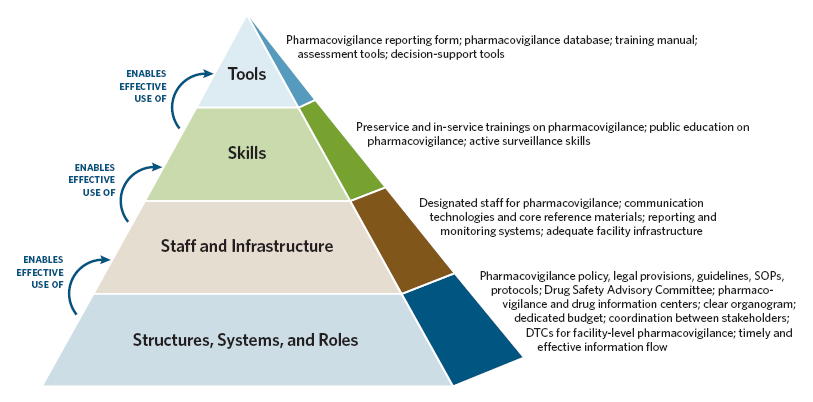 Pharmacovigilance reporting form; pharmacovigilance database; training manual;
assessment tools; decision-support tools
Tools
ENABLES
EFFECTIVE
USE OF
Preservice and in-service trainings on pharmacovigilance; public education on
pharmacovigilance; active surveillance skills
Skills
ENABLES
EFFECTIVE
USE OF
Designated staff for pharmacovigilance; communication
technologies and core reference materials; reporting and
monitoring systems; adequate facility infrastructure
Staff and Infrastructure
ENABLES
EFFECTIVE
USE OF
Pharmacovigilance policy, legal provisions, guidelines, SOPs,
protocols; Drug Safety Advisory Committee; pharmaco-
vigilance and drug information centers; clear organogram;
dedicated budget; coordination between stakeholders;
DTCs for facility-level pharmacovigilance; timely and
effective information flow
Structures, Systems, and Roles